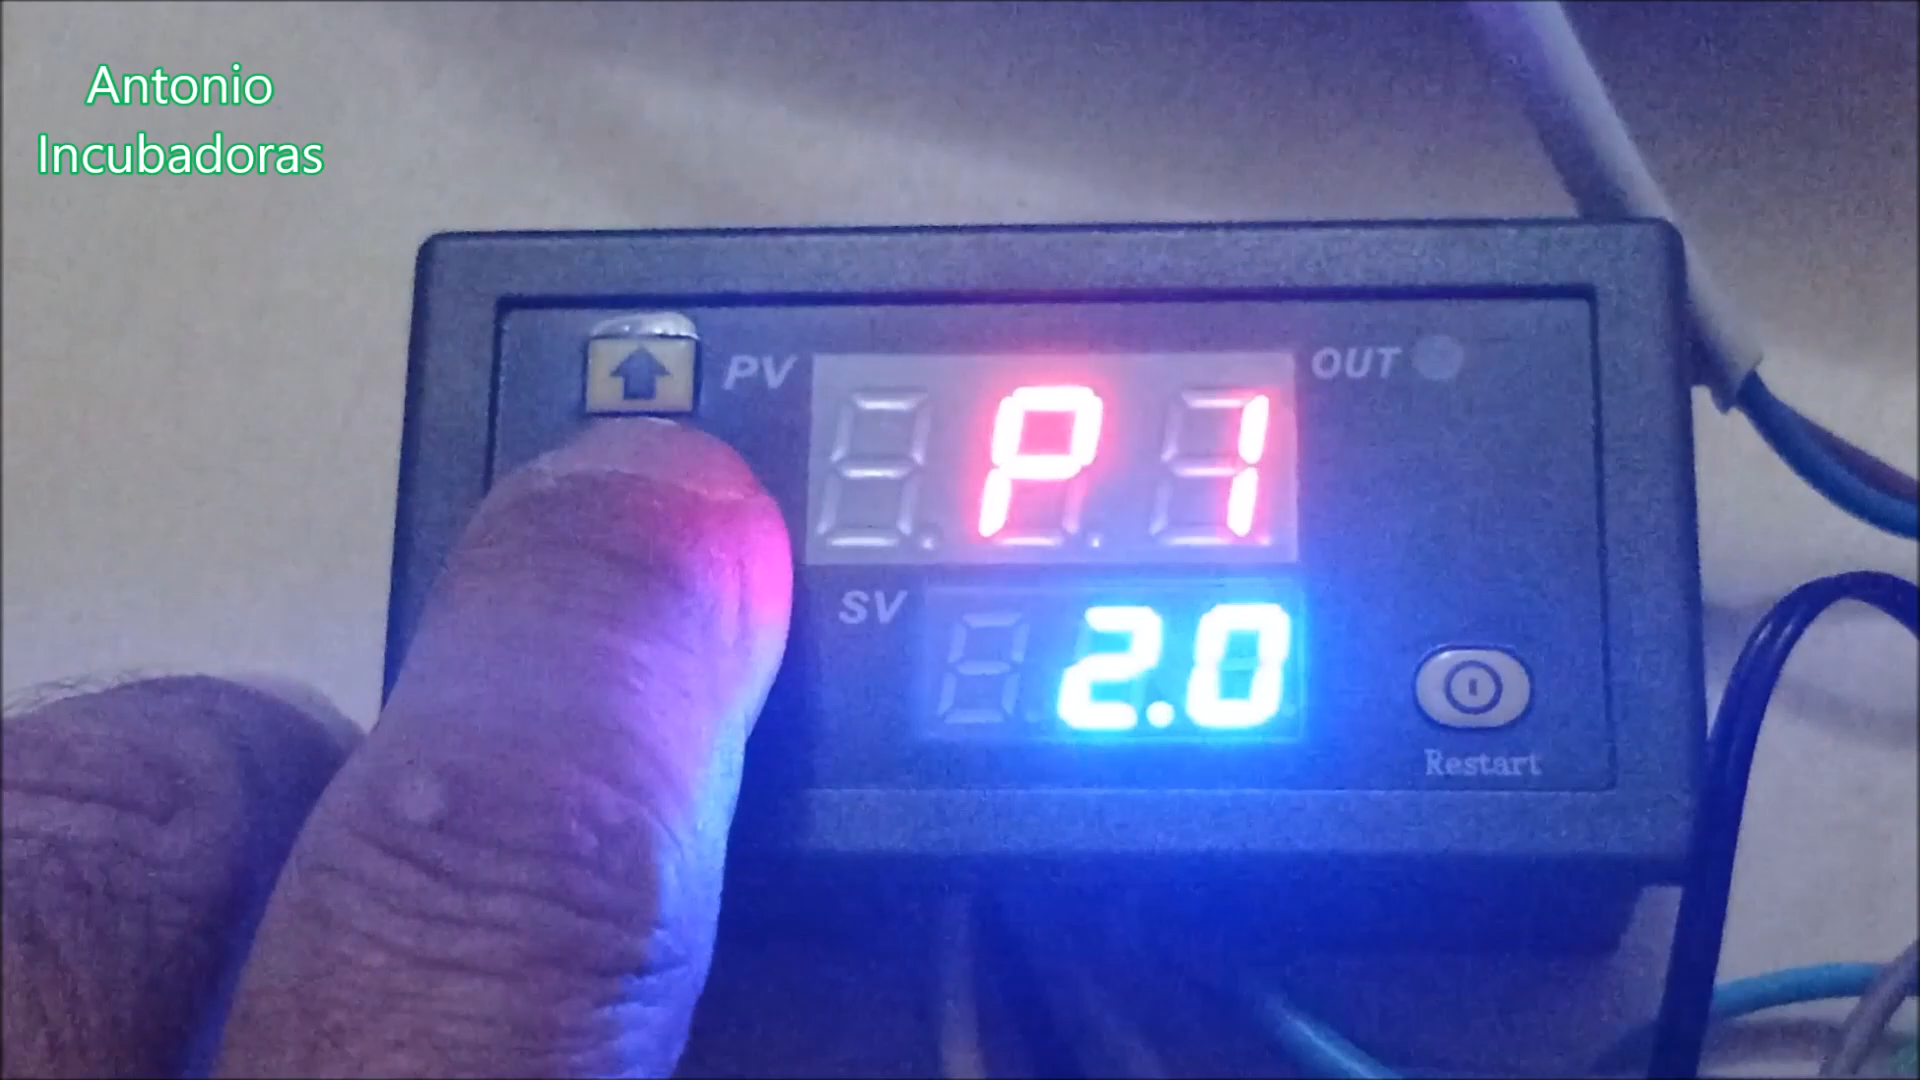 Antonio
Incubadoras
PV
P1
OUT
SV
2.0
Restart